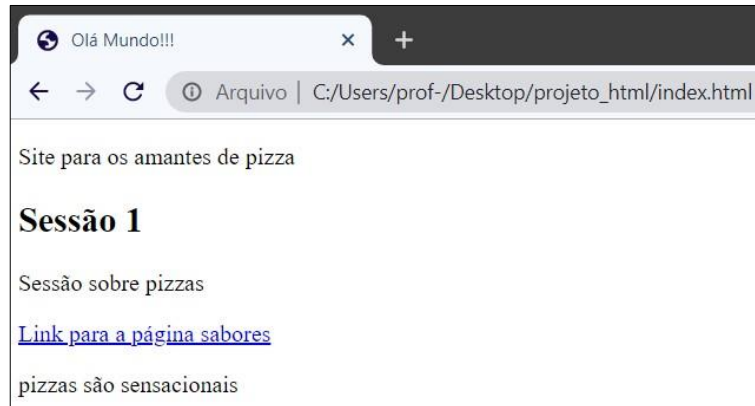 Olá Mundo!!!
Arquivo | C:/Users/prof-/Desktop/projeto_html/index.html
Site para os amantes de pizza
Sessão 1
Sessão sobre pizzas
Link para a página sabores
pizzas são sensacionais